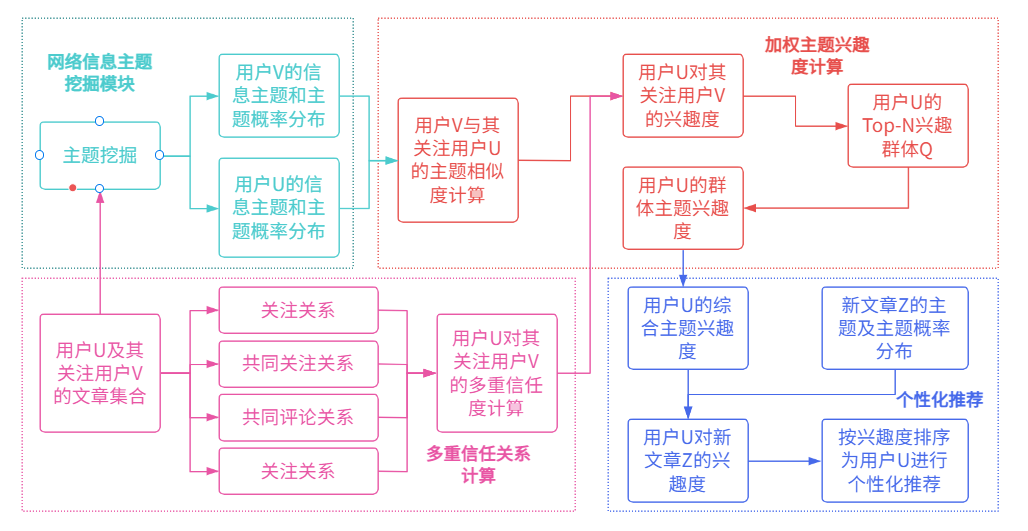 网络信息主题
挖掘模块
主题挖掘
用户V的信
息主题和主
题概率分布
用户U的信
息主题和主
题概率分布
加权主题兴趣
度计算
用户V与其
关注用户U
的主题相似
度计算
用户U对其
关注用户V
的兴趣度
用户U的
Top-N兴趣
群体Q
用户U的群
体主题兴趣
度
用户U及其
关注用户V
的文章集合
关注关系
共同关注关系
共同评论关系
关注关系
用户U对其
关注用户V
的多重信任
度计算
多重信任关系
计算
用户U的综
合主题兴趣
度
新文章Z的主
题及主题概率
分布
个性化推荐
用户U对新
文章Z的兴
趣度
按兴趣度排序
为用户U进行
个性化推荐